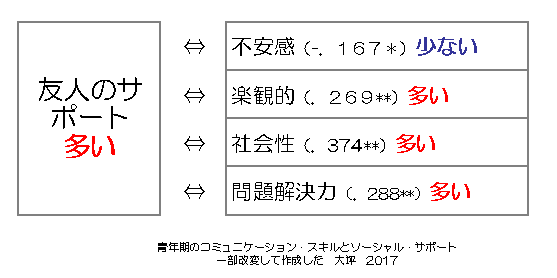 友人のサ
ポート
多い
⇔ 不安感 (-. 167*) 少ない
⇔ 楽観的 (. 269**) 多い
⇔ 社会性 (. 374**) 多い
⇔ 問題解決力 (. 288**) 多い
青年期のコミュニケーション・スキルとソーシャル・サポート
一部改変して作成した 大坪 2017